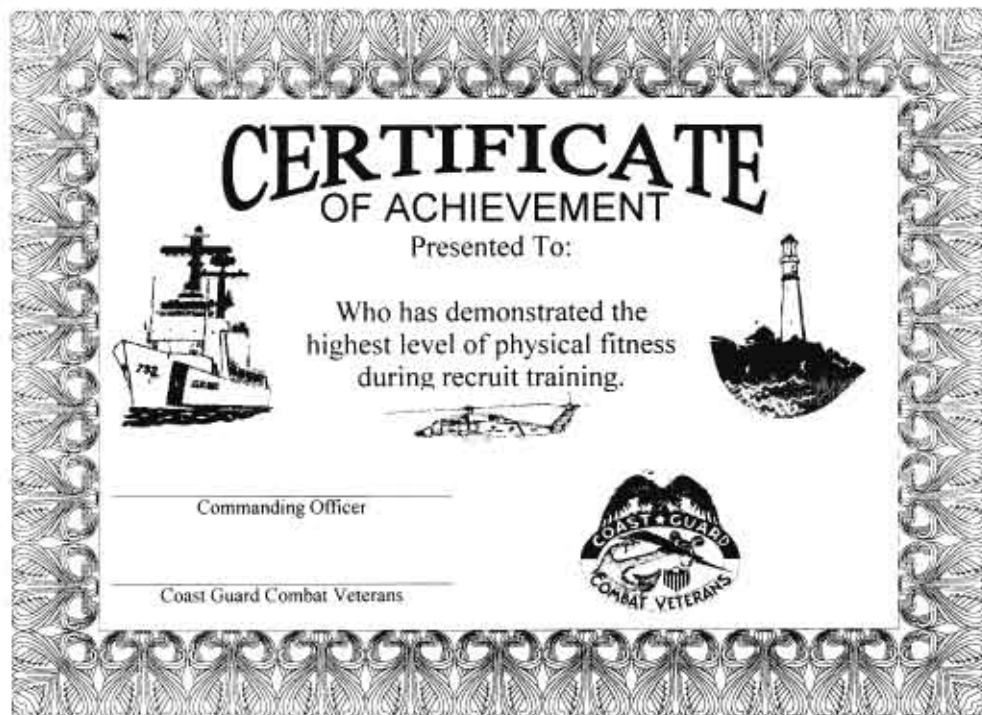 CERTIFICATE
OF ACHIEVEMENT
Presented To:
Who has demonstrated the
highest level of physical fitness
during recruit training.
Commanding Officer
Coast Guard Combat Veterans
COAST ★ GUARD
COMBAT VETERANS